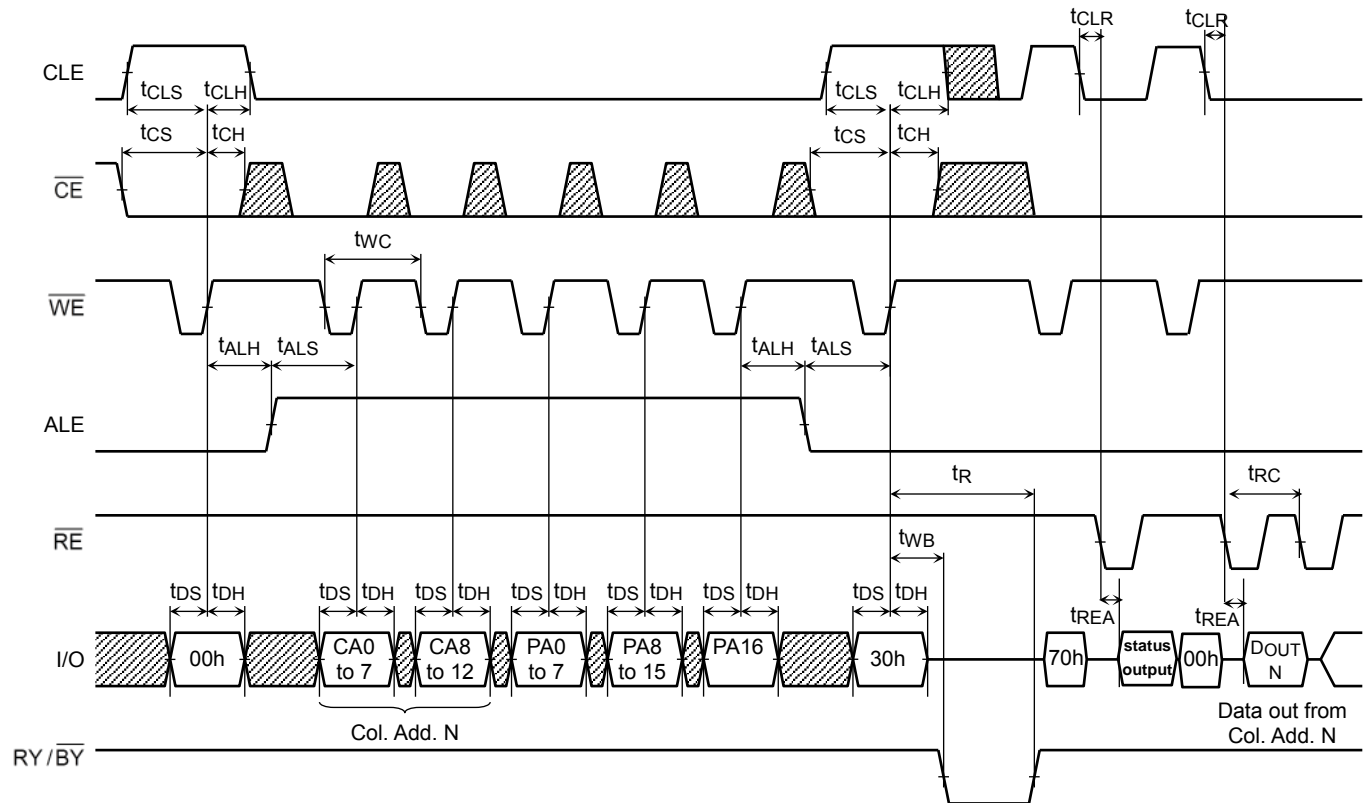 tCLR tCLR
CLE
tCLS tCLH tCLS tCLH
tCS tCH tCS tCH
CE
tWC
WE
tALH tALS tALH tALS
ALE
tR tRC
RE
tWB
tDS tDH tDS tDH tDS tDH tDS tDH tDS tDH tDS tDH tDS tDH
tREA tREA
I/O
00h
CA0 to 7
CA8 to 12
PA0 to 7
PA8 to 15
PA16
30h
70h
status output
00h
DOUT N
Col. Add. N
Data out from
Col. Add. N
RY/BY